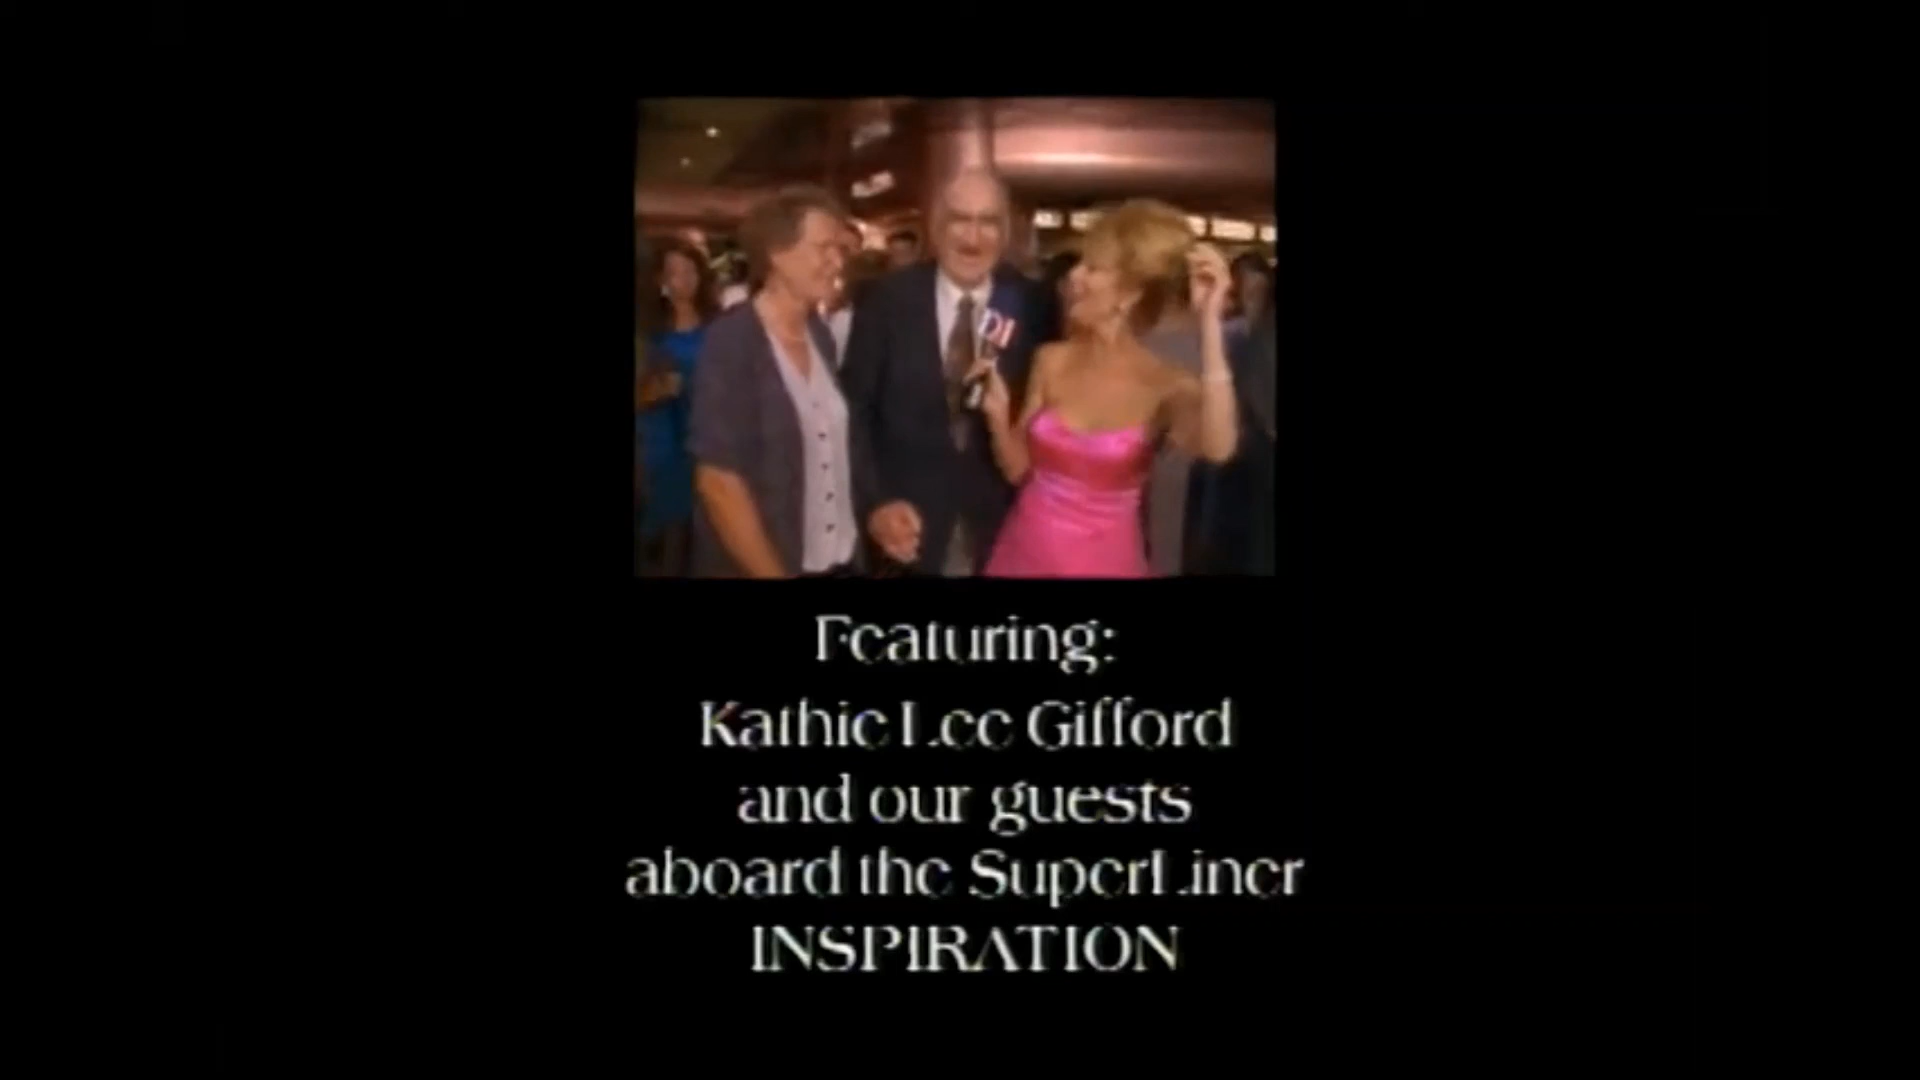 Featuring:
Kathie Lee Gifford
and our guests
aboard the SuperLiner
INSPIRATION